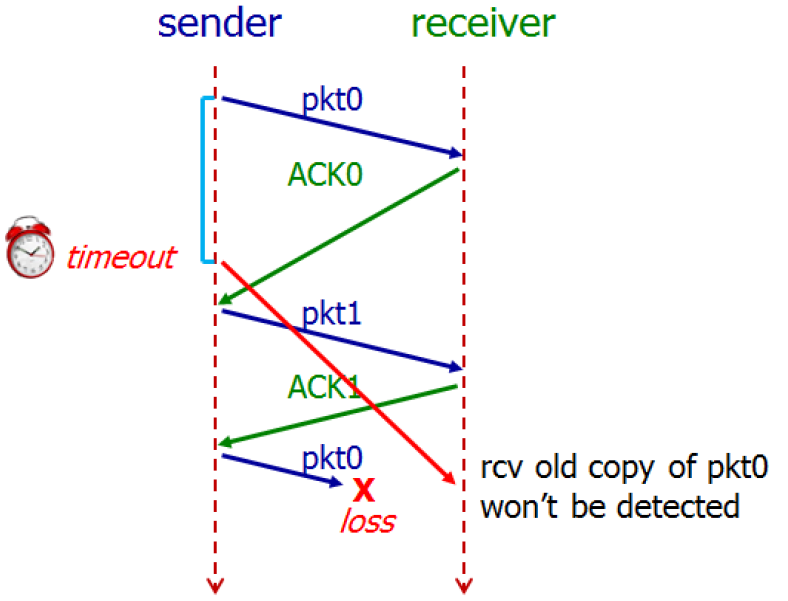 sender
receiver
pkt0
ACK0
timeout
pkt1
ACK1
pkt0
X
loss
rcv old copy of pkt0
won't be detected